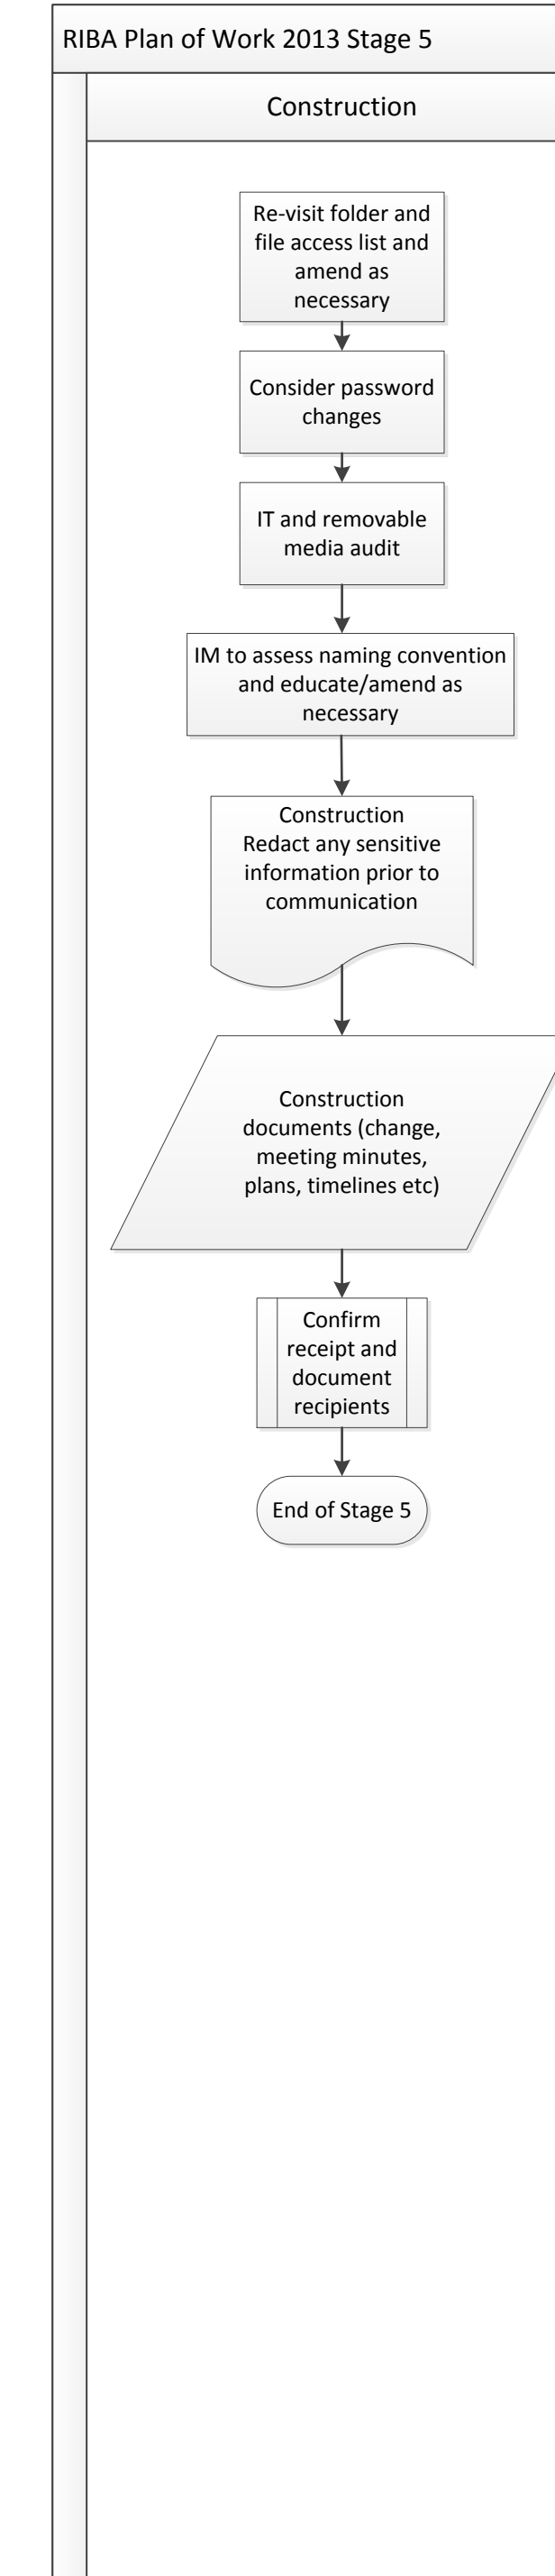 RIBA Plan of Work 2013 Stage 5
Construction
Re-visit folder and
file access list and
amend as
necessary
Consider password
changes
IT and removable
media audit
IM to assess naming convention
and educate/amend as
necessary
Construction
Redact any sensitive
information prior to
communication
Construction
documents (change,
meeting minutes,
plans, timelines etc)
Confirm
receipt and
document
recipients
End of Stage 5